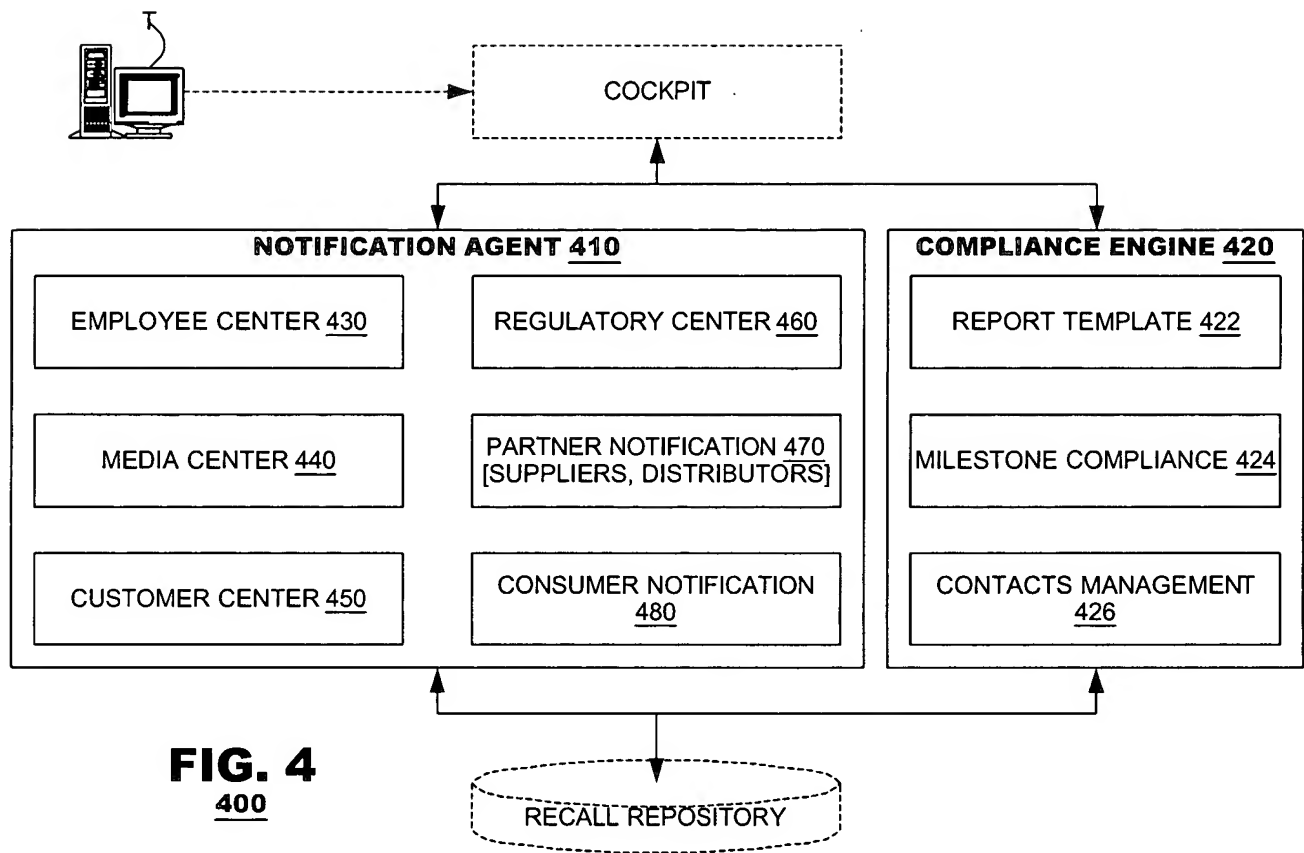 COCKPIT
NOTIFICATION AGENT 410
COMPLIANCE ENGINE 420
EMPLOYEE CENTER 430
REGULATORY CENTER 460
REPORT TEMPLATE 422
MEDIA CENTER 440
PARTNER NOTIFICATION 470
[SUPPLIERS, DISTRIBUTORS]
MILESTONE COMPLIANCE 424
CUSTOMER CENTER 450
CONSUMER NOTIFICATION
480
CONTACTS MANAGEMENT
426
FIG. 4
400
RECALL REPOSITORY